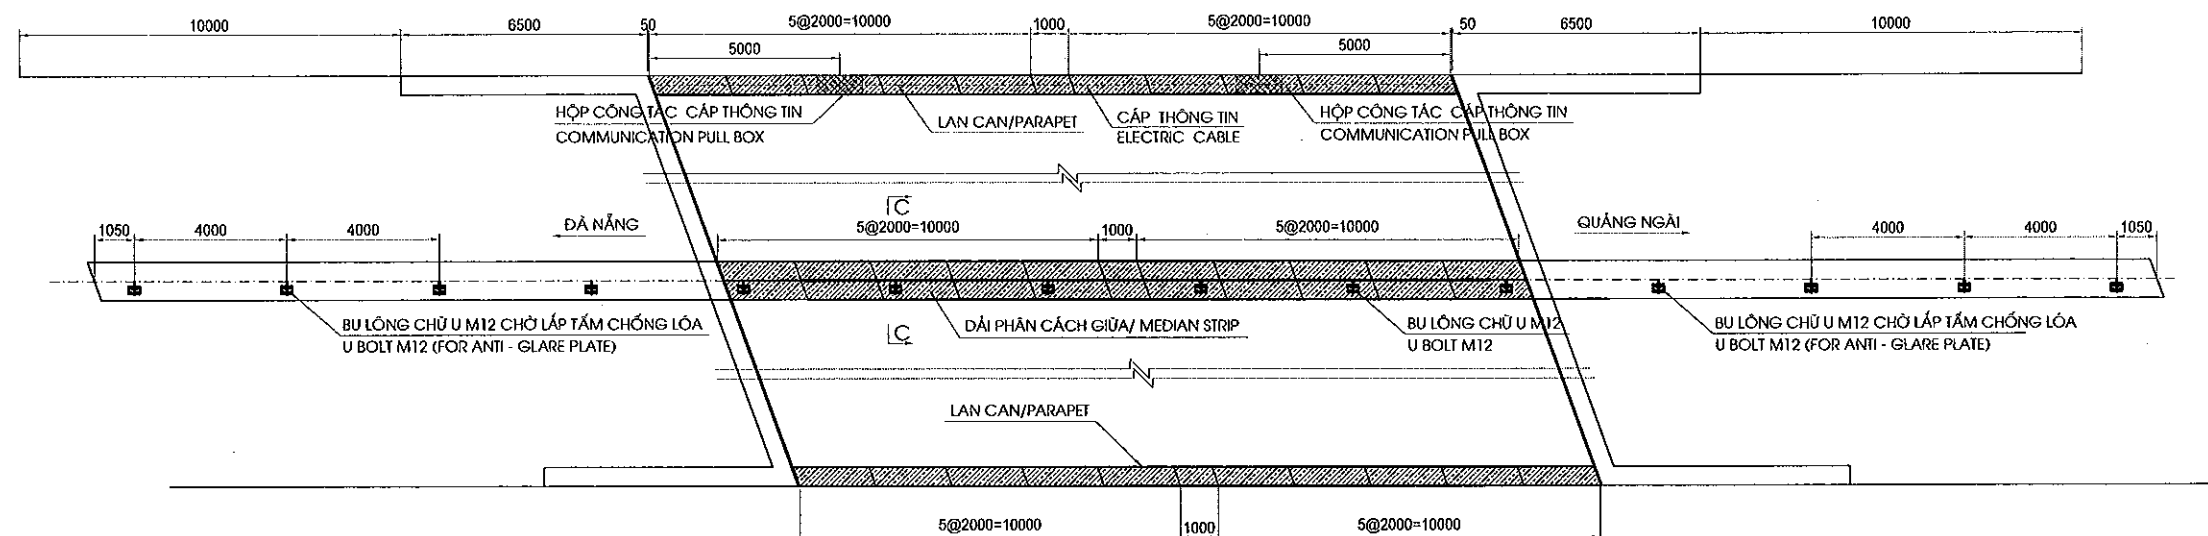 10000
6500
50
5@2000=10000
1000
5@2000=10000
50
6500
10000
5000
5000
HỘP CÔNG TÁC CÁP THÔNG TIN
COMMUNICATION PULL BOX
LAN CAN/PARAPET
CÁP THÔNG TIN
ELECTRIC CABLE
HỘP CÔNG TÁC CÁP THÔNG TIN
COMMUNICATION PULL BOX
C
1050
4000
4000
ĐÀ NẴNG
5@2000=10000
1000
5@2000=10000
QUẢNG NGÃI
4000
4000
1050
BU LÔNG CHỮ U M12 CHỜ LẮP TẤM CHỐNG LÓA
U BOLT M12 (FOR ANTI - GLARE PLATE)
C
DẢI PHÂN CÁCH GIỮA/ MEDIAN STRIP
BU LÔNG CHỮ U M12
U BOLT M12
BU LÔNG CHỮ U M12 CHỜ LẮP TẤM CHỐNG LÓA
U BOLT M12 (FOR ANTI - GLARE PLATE)
LAN CAN/PARAPET
5@2000=10000
1000
5@2000=10000